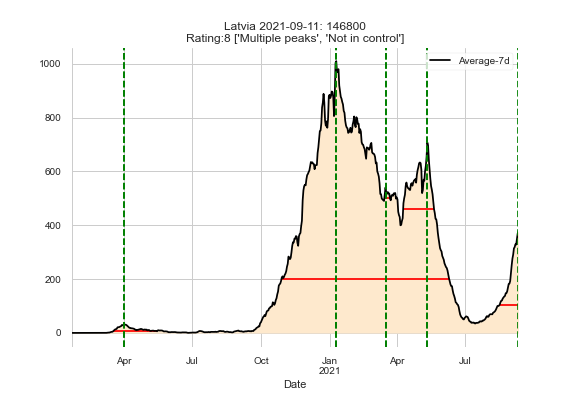 Latvia 2021-09-11: 146800
Rating:8 ['Multiple peaks', 'Not in control']
Average-7d
1000
800
600
400
200
0
Apr Jul Oct Jan Apr Jul
2021
Date